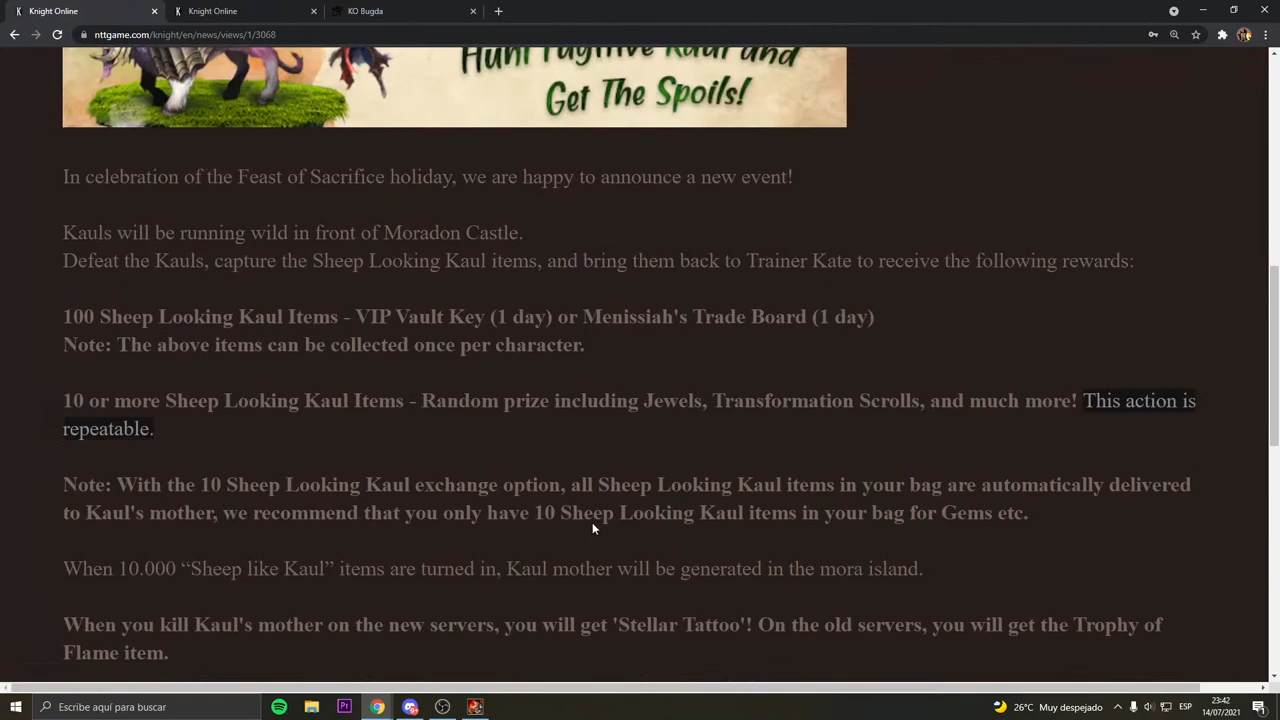 Knight Online
Knight Online
KO Bugda
nttgame.com/knight/en/news/views/1/3068
Hunt Fugitive Kaul and
Get The Spoils!
In celebration of the Feast of Sacrifice holiday, we are happy to announce a new event!
Kauls will be running wild in front of Moradon Castle.
Defeat the Kauls, capture the Sheep Looking Kaul items, and bring them back to Trainer Kate to receive the following rewards:
100 Sheep Looking Kaul Items - VIP Vault Key (1 day) or Menissiah's Trade Board (1 day)
Note: The above items can be collected once per character.
10 or more Sheep Looking Kaul Items - Random prize including Jewels, Transformation Scrolls, and much more! This action is
repeatable.
Note: With the 10 Sheep Looking Kaul exchange option, all Sheep Looking Kaul items in your bag are automatically delivered
to Kaul's mother, we recommend that you only have 10 Sheep Looking Kaul items in your bag for Gems etc.
When 10.000 “Sheep like Kaul” items are turned in, Kaul mother will be generated in the mora island.
When you kill Kaul's mother on the new servers, you will get 'Stellar Tattoo'! On the old servers, you will get the Trophy of
Flame item.
Escribe aquí para buscar
Pr
26°C Muy despejado
ESP
23:42
14/07/2021